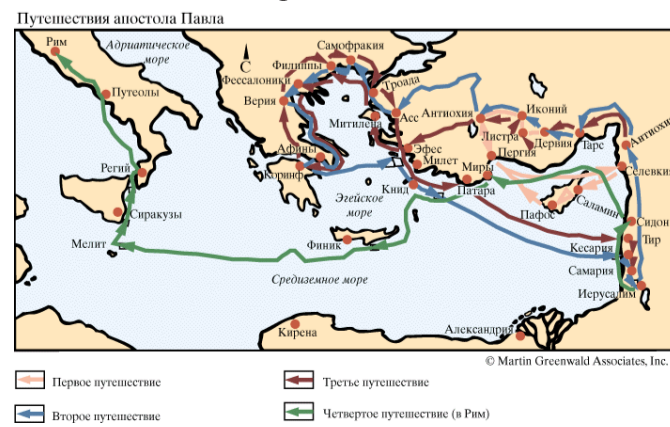 Путешествия апостола Павла
Рим
Адриатическое
море
Самофракия
С
Филиппы
Путеолы
Фессалоники
Троада
Верия
Асс
Антиохия
Иконий
Митилена
Листра
Дервия
Тарс
Антиохия
Афины
Эфес
Милет
Пергия
Регий
Коринф
Миры
Селевкия
Книд
Патара
Эгейское
море
Саламин
Сиракузы
Пафос
Сидон
Мелит
Финик
Тир
Кесария
Средиземное море
Самария
Иерусалим
Кирена
Александрия
© Martin Greenwald Associates, Inc.
Первое путешествие
Третье путешествие
Второе путешествие
Четвертое путешествие (в Рим)